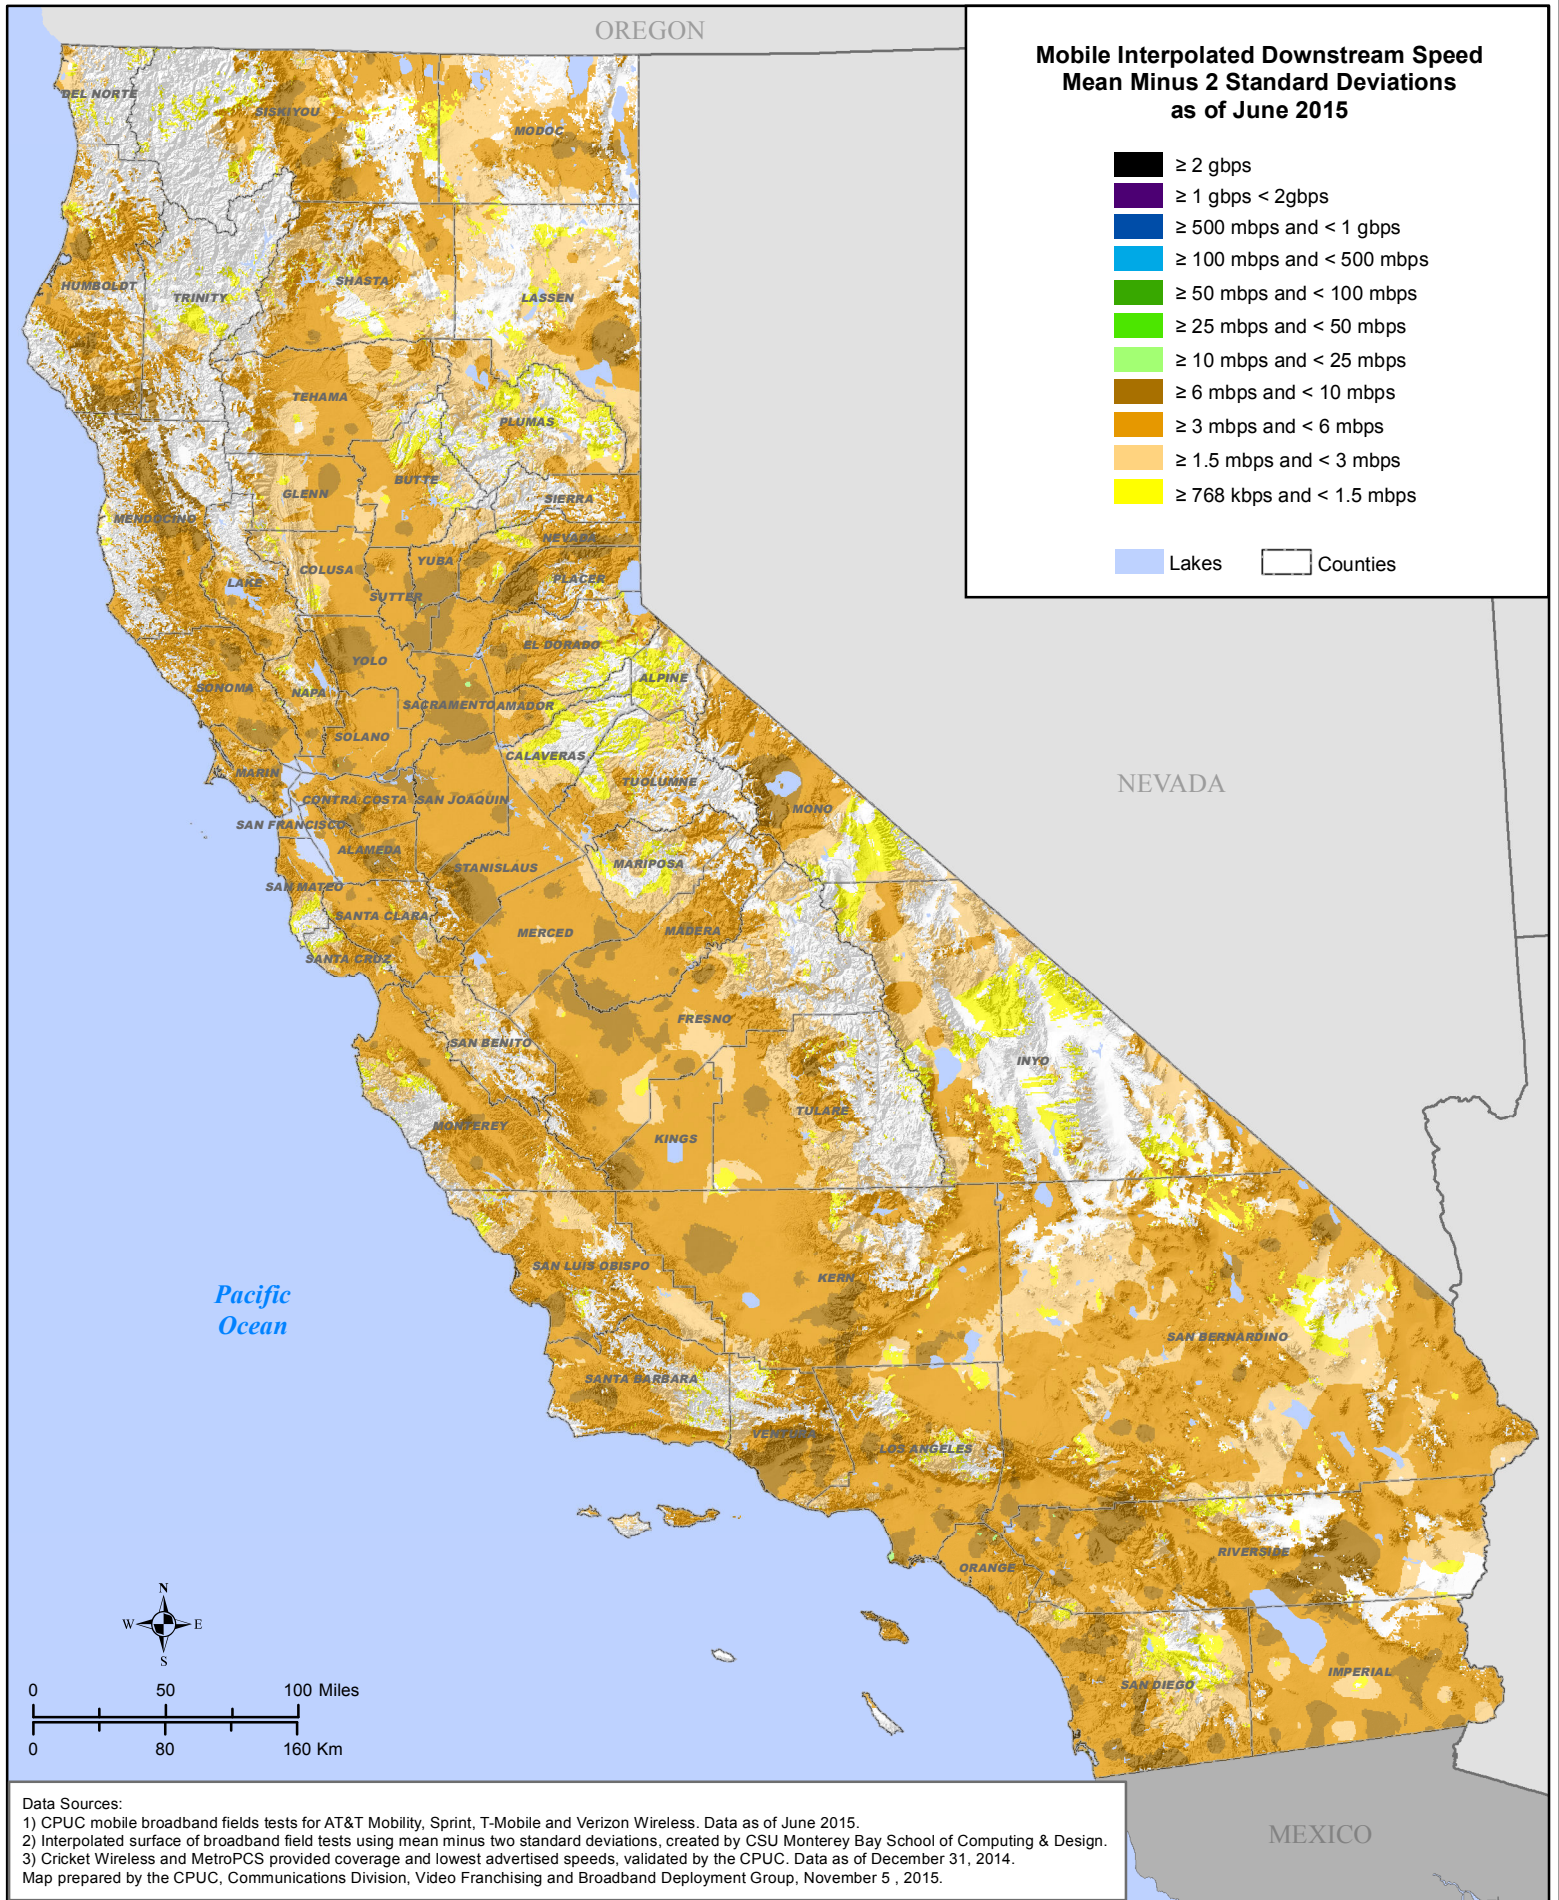 OREGON
Mobile Interpolated Downstream Speed
Mean Minus 2 Standard Deviations
as of June 2015
≥ 2 gbps
≥ 1 gbps < 2gbps
≥ 500 mbps and < 1 gbps
≥ 100 mbps and < 500 mbps
≥ 50 mbps and < 100 mbps
≥ 25 mbps and < 50 mbps
≥ 10 mbps and < 25 mbps
≥ 6 mbps and < 10 mbps
≥ 3 mbps and < 6 mbps
≥ 1.5 mbps and < 3 mbps
≥ 768 kbps and < 1.5 mbps
Lakes
Counties
DEL NORTE
SISKIYOU
MODOC
HUMBOLDT
TRINITY
SHASTA
LASSEN
TEHAMA
PLUMAS
BUTTE
GLENN
SIERRA
MENDOCINO
NEVADA
YUBA
COLUSA
LAKE
PLACER
SUTTER
EL DORADO
YOLO
ALPINE
SONOMA
NAPA
SACRAMENTO
AMADOR
SOLANO
CALAVERAS
MARIN
TUOLUMNE
NEVADA
CONTRA COSTA
SAN JOAQUIN
MONO
SAN FRANCISCO
ALAMEDA
STANISLAUS
MARIPOSA
SAN MATEO
SANTA CLARA
MERCED
MADERA
SANTA CRUZ
FRESNO
SAN BENITO
INYO
TULARE
MONTEREY
KINGS
SAN LUIS OBISPO
KERN
Pacific
Ocean
SAN BERNARDINO
SANTA BARBARA
VENTURA
LOS ANGELES
RIVERSIDE
ORANGE
IMPERIAL
SAN DIEGO
N
W
E
S
0 50 100 Miles
0 80 160 Km
MEXICO
Data Sources:
1) CPUC mobile broadband fields tests for AT&T Mobility, Sprint, T-Mobile and Verizon Wireless. Data as of June 2015.
2) Interpolated surface of broadband field tests using mean minus two standard deviations, created by CSU Monterey Bay School of Computing & Design.
3) Cricket Wireless and MetroPCS provided coverage and lowest advertised speeds, validated by the CPUC. Data as of December 31, 2014.
Map prepared by the CPUC, Communications Division, Video Franchising and Broadband Deployment Group, November 5 , 2015.